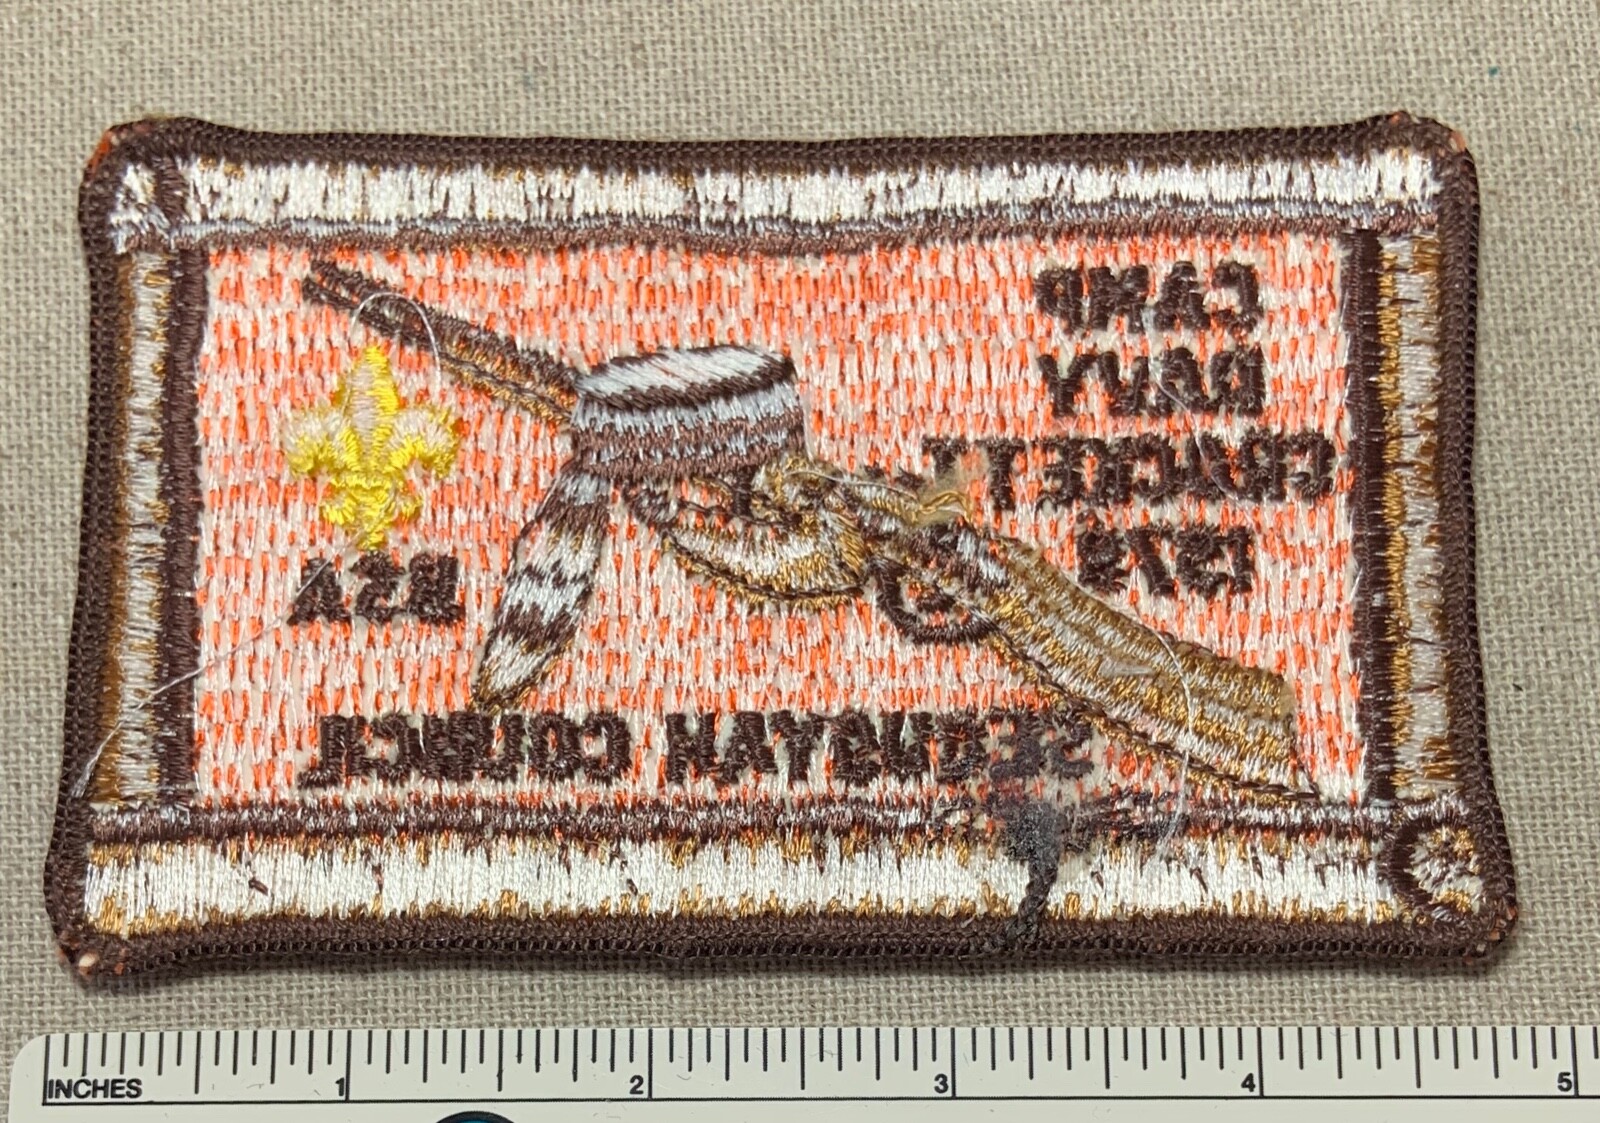 CAMP
DAVY
CROCKETT
1979
BSA
SEQUOYAH COUNCIL
INCHES 1 2 3 4 5